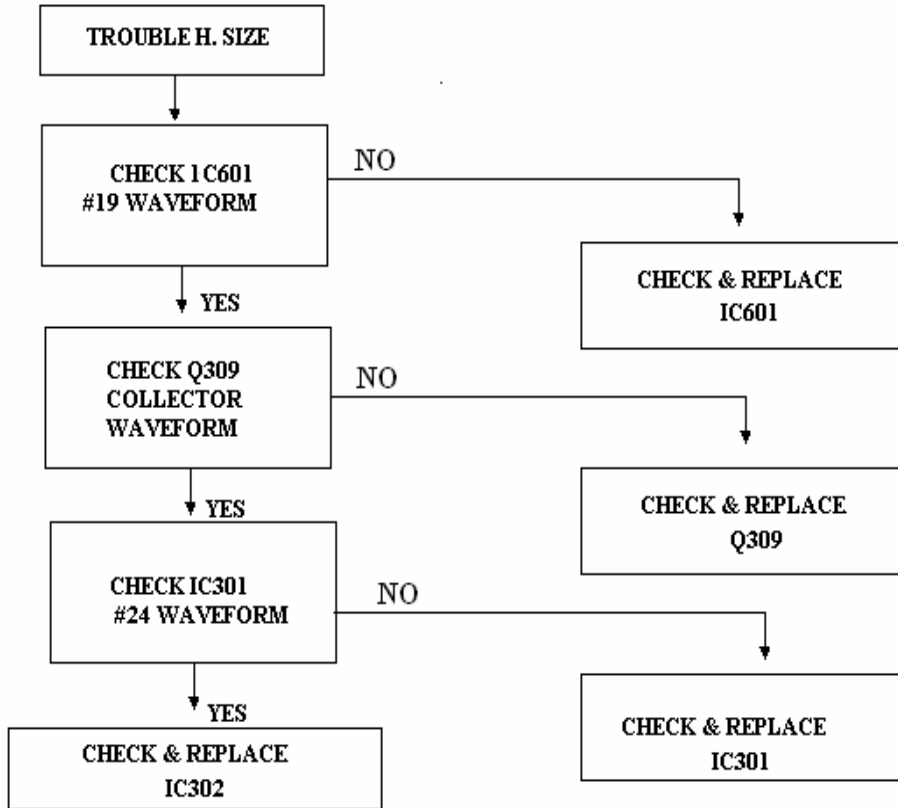 TROUBLE H. SIZE
CHECK 1C601
#19 WAVEFORM
NO
CHECK & REPLACE
IC601
YES
CHECK Q309
COLLECTOR
WAVEFORM
NO
CHECK & REPLACE
Q309
YES
CHECK IC301
#24 WAVEFORM
NO
CHECK & REPLACE
IC301
YES
CHECK & REPLACE
IC302